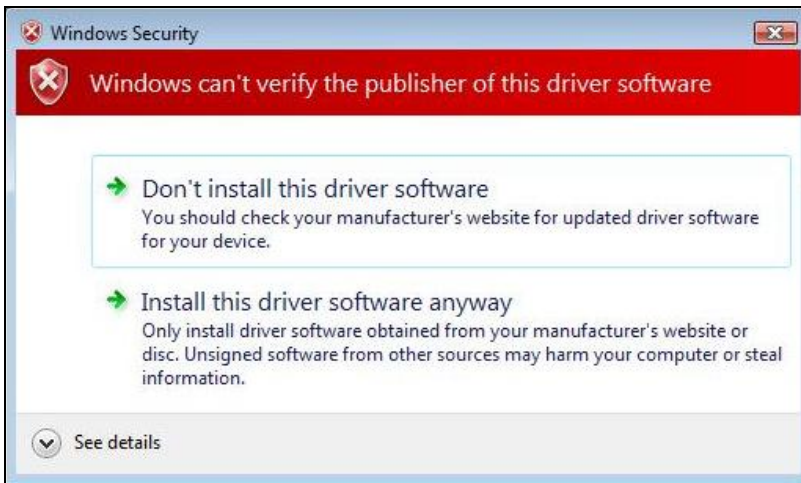 Windows Security
Windows can't verify the publisher of this driver software
Don't install this driver software
You should check your manufacturer's website for updated driver software
for your device.
Install this driver software anyway
Only install driver software obtained from your manufacturer's website or
disc. Unsigned software from other sources may harm your computer or steal
information.
See details